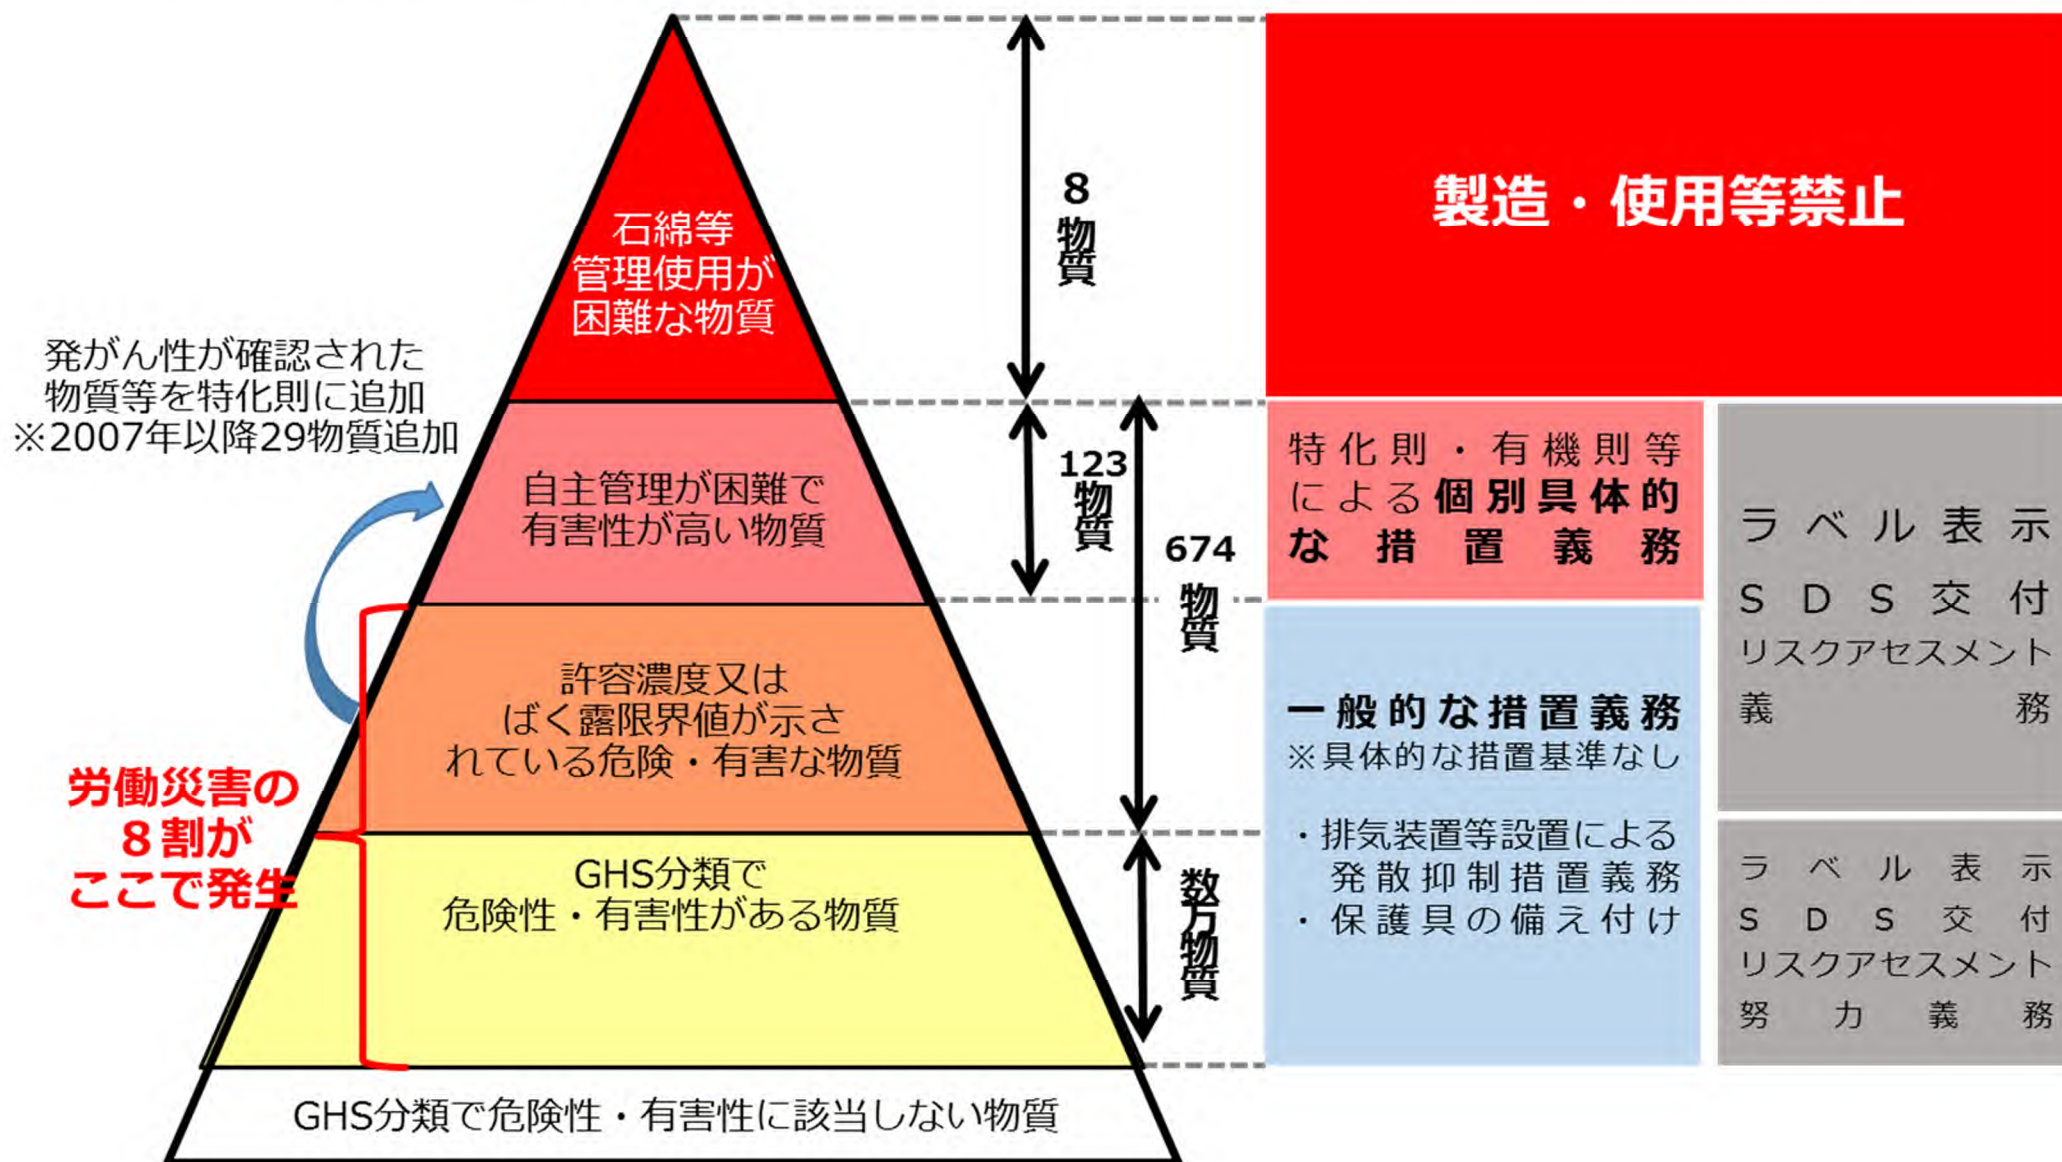 石綿等
管理使用が
困難な物質
8
物質
製造・使用等禁止
発がん性が確認された
物質等を特化則に追加
※2007年以降29物質追加
自主管理が困難で
有害性が高い物質
123
物質
674
物質
特化則・有機則等
による個別具体的
な措置義務
ラベル表示
SDS交付
リスクアセスメント
義務
許容濃度又は
ばく露限界値が示さ
れている危険・有害な物質
一般的な措置義務
※具体的な措置基準なし
・排気装置等設置による
発散抑制措置義務
・保護具の備え付け
労働災害の
8割が
ここで発生
GHS分類で
危険性・有害性がある物質
数万物質
ラベル表示
SDS交付
リスクアセスメント
努力義務
GHS分類で危険性・有害性に該当しない物質